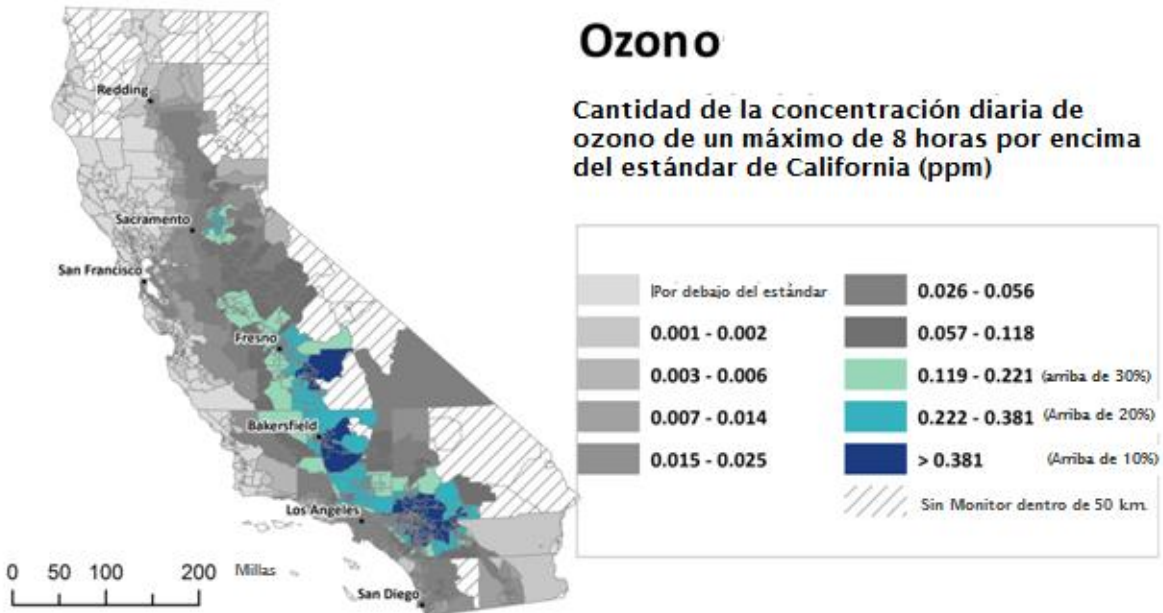 Ozono
Cantidad de la concentración diaria de
ozono de un máximo de 8 horas por encima
del estándar de California (ppm)
Redding
Sacramento
San Francisco
Fresno
Bakersfield
Los Angeles
San Diego
0 50 100 200 Millas
Por debajo del estándar
0.001 - 0.002
0.003 - 0.006
0.007 - 0.014
0.015 - 0.025
0.026 - 0.056
0.057 - 0.118
0.119 - 0.221 (arriba de 30%)
0.222 - 0.381 (Arriba de 20%)
> 0.381 (Arriba de 10%)
Sin Monitor dentro de 50 km.